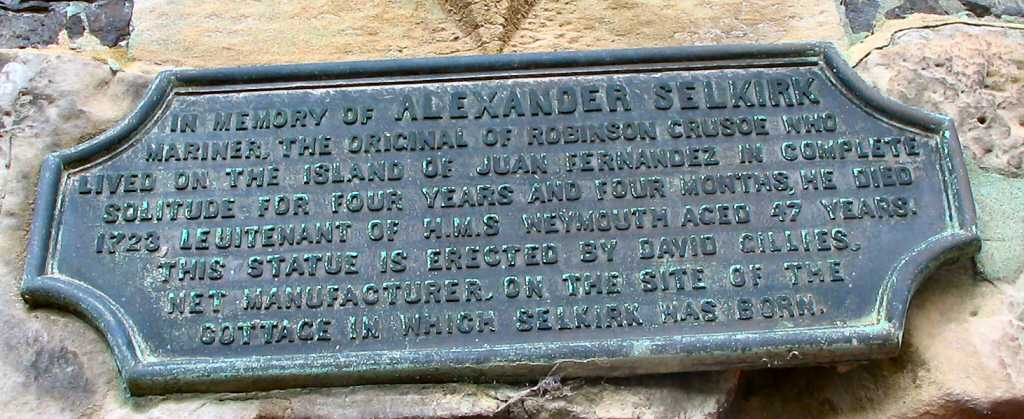 IN MEMORY OF ALEXANDER SELKIRK
MARINER, THE ORIGINAL OF ROBINSON CRUSOE WHO
LIVED ON THE ISLAND OF JUAN FERNANDEZ IN COMPLETE
SOLITUDE FOR FOUR YEARS AND FOUR MONTHS, HE DIED
1723, LEUITENANT OF H.M.S WEYMOUTH AGED 47 YEARS.
THIS STATUE IS ERECTED BY DAVID GILLIES.
NET MANUFACTURER, ON THE SITE OF THE
COTTAGE IN WHICH SELKIRK WAS BORN.